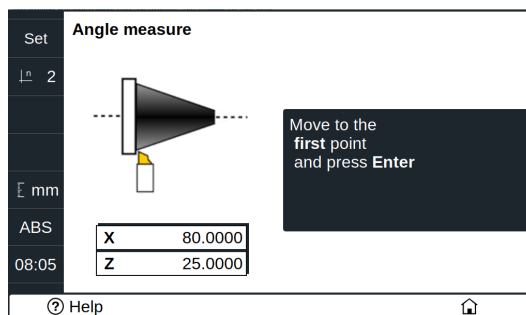 Angle measure
Set
n 2
mm
ABS
08:05
Move to the
first point
and press Enter
X 80.0000
Z 25.0000
? Help